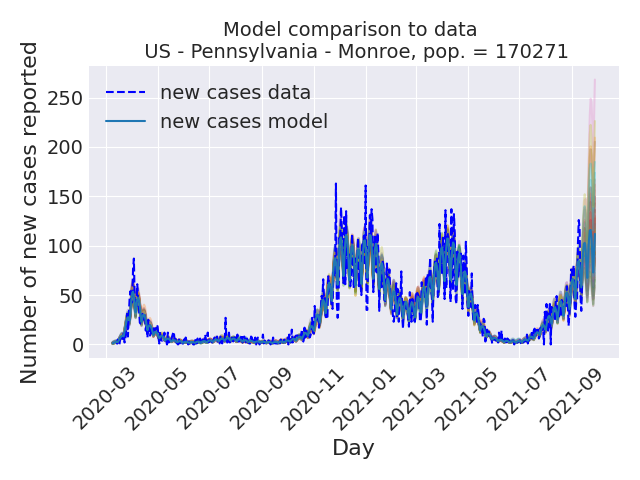 Model comparison to data
US - Pennsylvania - Monroe, pop. = 170271
Number of new cases reported
250
200
150
100
50
0
new cases data
new cases model
2020-03
2020-05
2020-07
2020-09
2020-11
2021-01
2021-03
2021-05
2021-07
2021-09
Day